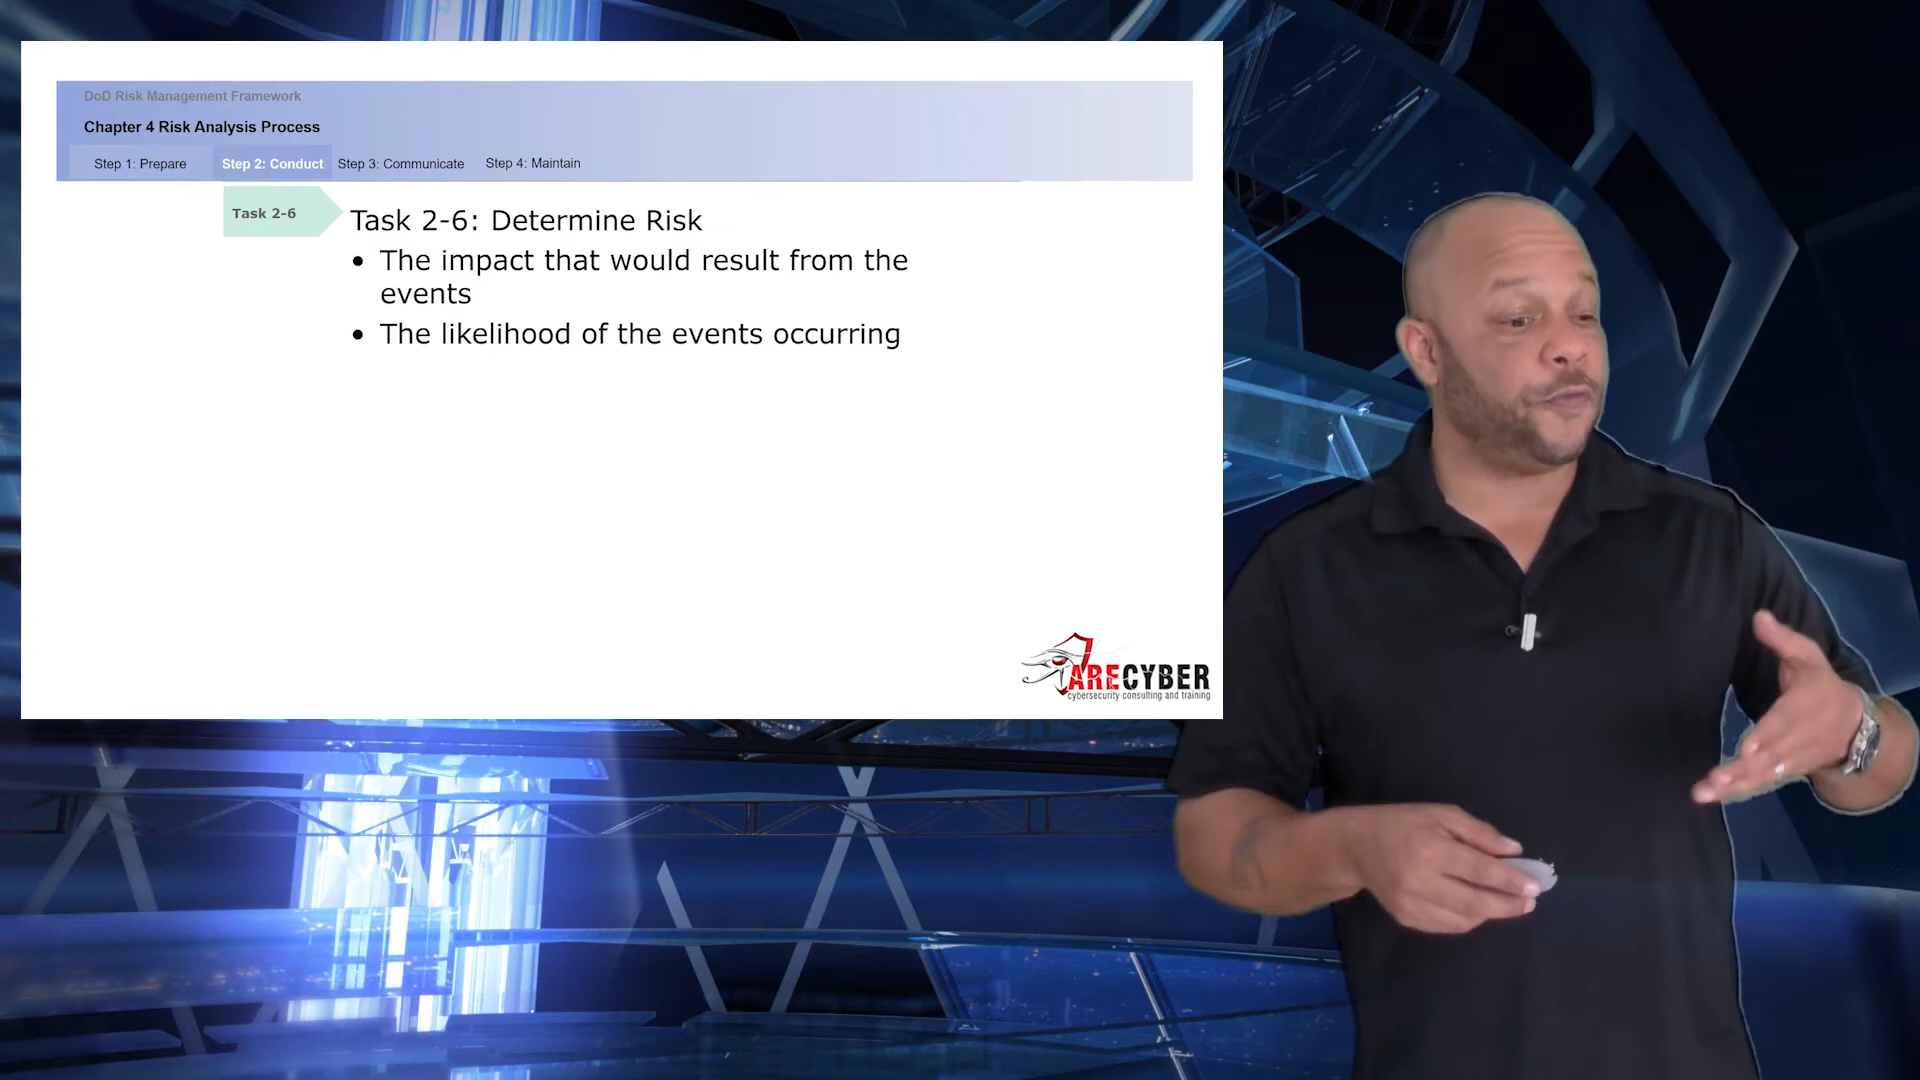 DoD Risk Management Framework
Chapter 4 Risk Analysis Process
Step 1: Prepare Step 2: Conduct Step 3: Communicate Step 4: Maintain
Task 2-6
Task 2-6: Determine Risk
• The impact that would result from the
events
• The likelihood of the events occurring
ARECYBER
cybersecurity consulting and training